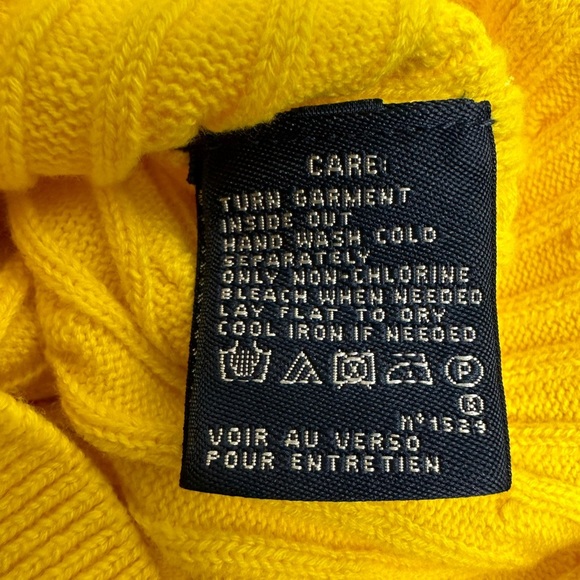 CARE:
TURN GARMENT
INSIDE OUT
HAND WASH COLD
SEPARATELY
ONLY NON-CHLORINE
BLEACH WHEN NEEDED
LAY FLAT TO DRY
COOL IRON IF NEEDED
P
K
Nº1529
VOIR AU VERSO
POUR ENTRETIEN